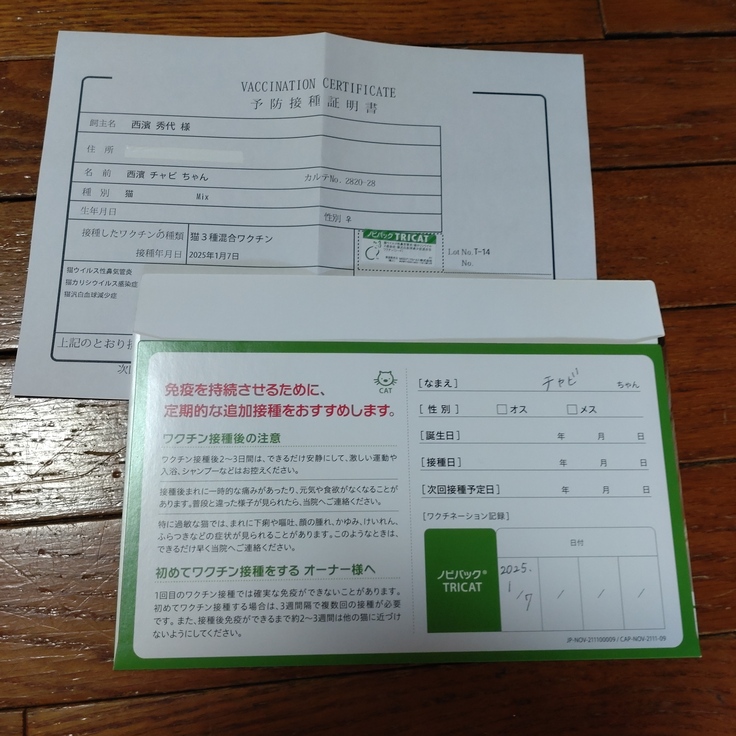 VACCINATION CERTIFICATE
予防接種証明書
飼主名 西濱 秀代 様
住 所
名 前 西濱 チャビ ちゃん カルテNo. 2820-28
種 別 猫 Mix
生年月日 性別 ♀
接種したワクチンの種類 猫3種混合ワクチン
接種年月日 2025年1月7日
ノビバック TRICAT
Lot No. T-14
No.
猫ウイルス性鼻気管炎
猫カリシウイルス感染症
猫汎白血球減少症
上記のとおり接
次
CAT
免疫を持続させるために、
定期的な追加接種をおすすめします。
ワクチン接種後の注意
ワクチン接種後2〜3日間は、できるだけ安静にして、激しい運動や
入浴、シャンプーなどはお控えください。
接種後まれに一時的な痛みがあったり、元気や食欲がなくなることが
あります。普段と違った様子が見られたら、当院へご連絡ください。
特に過敏な猫では、まれに下痢や嘔吐、顔の腫れ、かゆみ、けいれん、
ふらつきなどの症状が見られることがあります。このようなときは、
できるだけ早く当院へご連絡ください。
初めてワクチン接種をする オーナー様へ
1回目のワクチン接種では確実な免疫ができないことがあります。
初めてワクチン接種する場合は、3週間隔で複数回の接種が必要
です。また、接種後免疫ができるまで約2〜3週間は他の猫に近づけ
ないようにしてください。
[なまえ] チャビ ちゃん
[性 別] □オス □メス
[誕生日] 年 月 日
[接種日] 年 月 日
[次回接種予定日] 年 月 日
[ワクチネーション記録]
日付
ノビバック®
TRICAT
2025.
1/7 / / /
JP-NOV-211100009 / CAP-NOV-2111-09